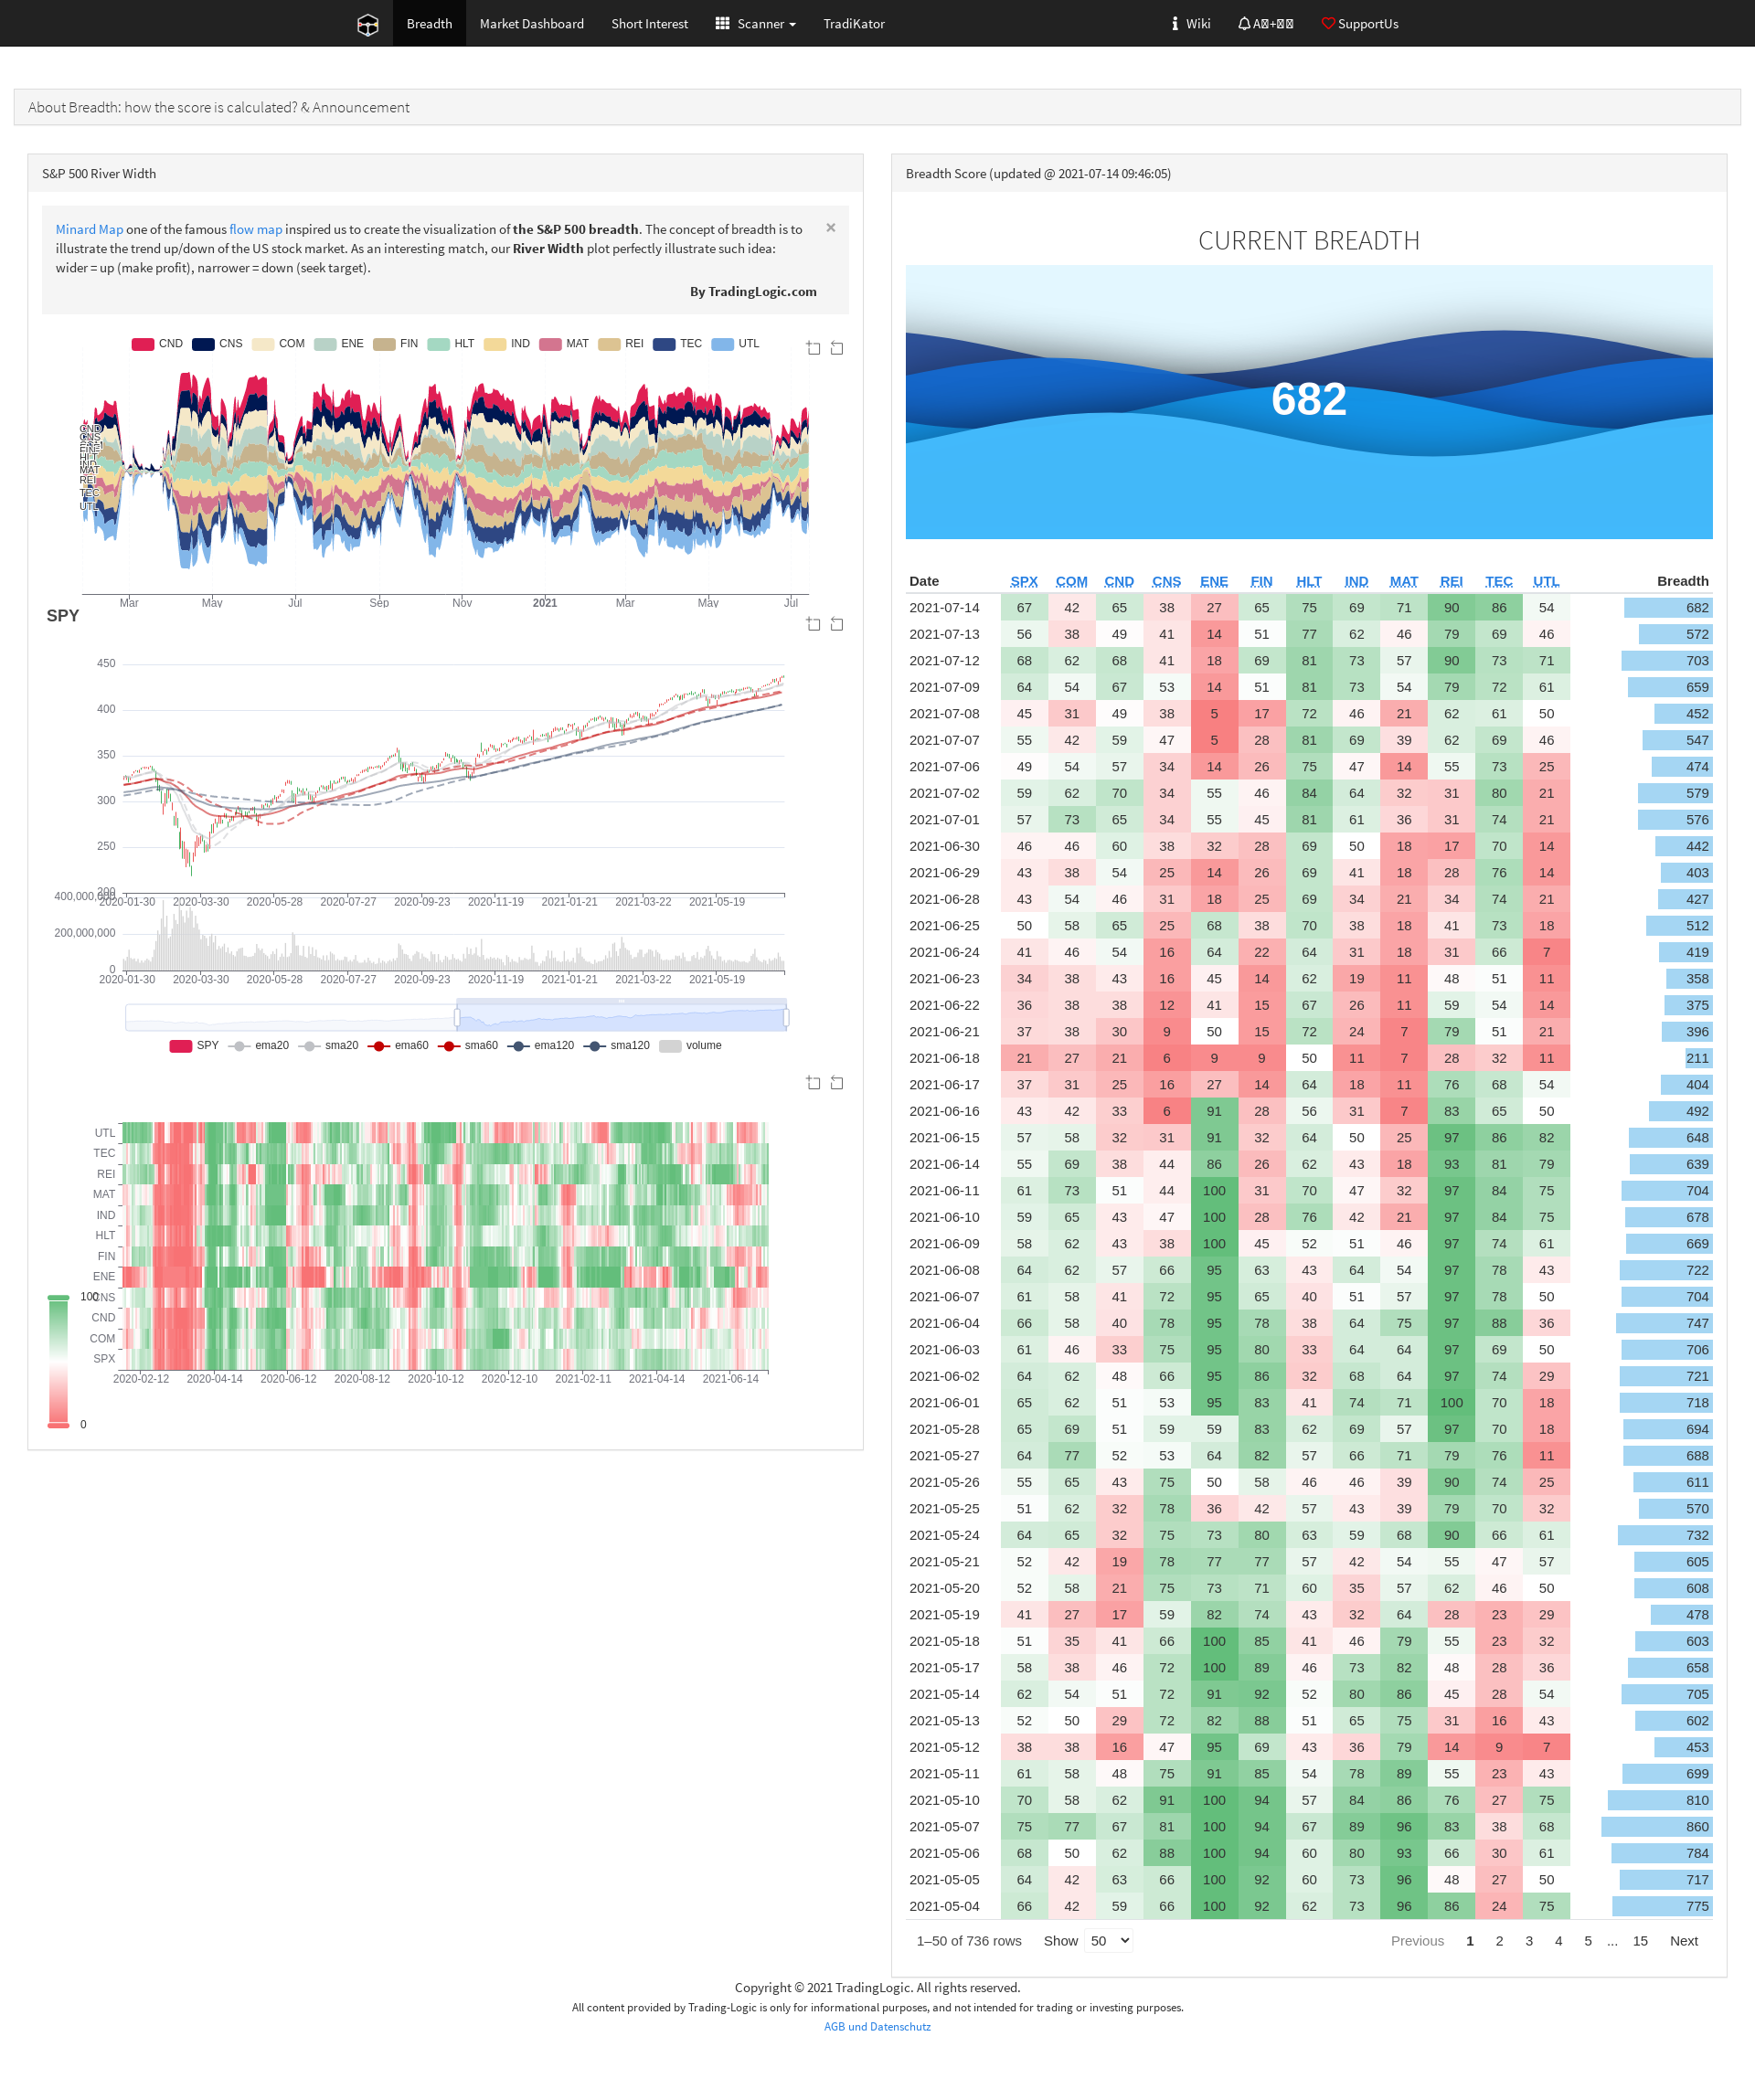 Breadth Market Dashboard Short Interest Scanner TradiKator Wiki SupportUs
About Breadth: how the score is calculated? & Announcement
S&P 500 River Width
Minard Map one of the famous flow map inspired us to create the visualization of the S&P 500 breadth. The concept of breadth is to
illustrate the trend up/down of the US stock market. As an interesting match, our River Width plot perfectly illustrate such idea:
wider = up (make profit), narrower = down (seek target).
×
By TradingLogic.com
CND CNS COM ENE FIN HLT IND MAT REI TEC UTL
CND
CNS
FIN
HLT
IND
MAT
REI
TEC
UTL
Mar May Jul Sep Nov 2021 Mar May Jul
SPY
450
400
350
300
250
200
2020-01-30 2020-03-30 2020-05-28 2020-07-27 2020-09-23 2020-11-19 2021-01-21 2021-03-22 2021-05-19
400,000,000
200,000,000
0
2020-01-30 2020-03-30 2020-05-28 2020-07-27 2020-09-23 2020-11-19 2021-01-21 2021-03-22 2021-05-19
SPY ema20 sma20 ema60 sma60 ema120 sma120 volume
UTL
TEC
REI
MAT
IND
HLT
FIN
ENE
CNS
CND
COM
SPX
2020-02-12 2020-04-14 2020-06-12 2020-08-12 2020-10-12 2020-12-10 2021-02-11 2021-04-14 2021-06-14
100
0
Breadth Score (updated @ 2021-07-14 09:46:05)
CURRENT BREADTH
682
Date SPX COM CND CNS ENE FIN HLT IND MAT REI TEC UTL Breadth
2021-07-14 67 42 65 38 27 65 75 69 71 90 86 54 682
2021-07-13 56 38 49 41 14 51 77 62 46 79 69 46 572
2021-07-12 68 62 68 41 18 69 81 73 57 90 73 71 703
2021-07-09 64 54 67 53 14 51 81 73 54 79 72 61 659
2021-07-08 45 31 49 38 5 17 72 46 21 62 61 50 452
2021-07-07 55 42 59 47 5 28 81 69 39 62 69 46 547
2021-07-06 49 54 57 34 14 26 75 47 14 55 73 25 474
2021-07-02 59 62 70 34 55 46 84 64 32 31 80 21 579
2021-07-01 57 73 65 34 55 45 81 61 36 31 74 21 576
2021-06-30 46 46 60 38 32 28 69 50 18 17 70 14 442
2021-06-29 43 38 54 25 14 26 69 41 18 28 76 14 403
2021-06-28 43 54 46 31 18 25 69 34 21 34 74 21 427
2021-06-25 50 58 65 25 68 38 70 38 18 41 73 18 512
2021-06-24 41 46 54 16 64 22 64 31 18 31 66 7 419
2021-06-23 34 38 43 16 45 14 62 19 11 48 51 11 358
2021-06-22 36 38 38 12 41 15 67 26 11 59 54 14 375
2021-06-21 37 38 30 9 50 15 72 24 7 79 51 21 396
2021-06-18 21 27 21 6 9 9 50 11 7 28 32 11 211
2021-06-17 37 31 25 16 27 14 64 18 11 76 68 54 404
2021-06-16 43 42 33 6 91 28 56 31 7 83 65 50 492
2021-06-15 57 58 32 31 91 32 64 50 25 97 86 82 648
2021-06-14 55 69 38 44 86 26 62 43 18 93 81 79 639
2021-06-11 61 73 51 44 100 31 70 47 32 97 84 75 704
2021-06-10 59 65 43 47 100 28 76 42 21 97 84 75 678
2021-06-09 58 62 43 38 100 45 52 51 46 97 74 61 669
2021-06-08 64 62 57 66 95 63 43 64 54 97 78 43 722
2021-06-07 61 58 41 72 95 65 40 51 57 97 78 50 704
2021-06-04 66 58 40 78 95 78 38 64 75 97 88 36 747
2021-06-03 61 46 33 75 95 80 33 64 64 97 69 50 706
2021-06-02 64 62 48 66 95 86 32 68 64 97 74 29 721
2021-06-01 65 62 51 53 95 83 41 74 71 100 70 18 718
2021-05-28 65 69 51 59 59 83 62 69 57 97 70 18 694
2021-05-27 64 77 52 53 64 82 57 66 71 79 76 11 688
2021-05-26 55 65 43 75 50 58 46 46 39 90 74 25 611
2021-05-25 51 62 32 78 36 42 57 43 39 79 70 32 570
2021-05-24 64 65 32 75 73 80 63 59 68 90 66 61 732
2021-05-21 52 42 19 78 77 77 57 42 54 55 47 57 605
2021-05-20 52 58 21 75 73 71 60 35 57 62 46 50 608
2021-05-19 41 27 17 59 82 74 43 32 64 28 23 29 478
2021-05-18 51 35 41 66 100 85 41 46 79 55 23 32 603
2021-05-17 58 38 46 72 100 89 46 73 82 48 28 36 658
2021-05-14 62 54 51 72 91 92 52 80 86 45 28 54 705
2021-05-13 52 50 29 72 82 88 51 65 75 31 16 43 602
2021-05-12 38 38 16 47 95 69 43 36 79 14 9 7 453
2021-05-11 61 58 48 75 91 85 54 78 89 55 23 43 699
2021-05-10 70 58 62 91 100 94 57 84 86 76 27 75 810
2021-05-07 75 77 67 81 100 94 67 89 96 83 38 68 860
2021-05-06 68 50 62 88 100 94 60 80 93 66 30 61 784
2021-05-05 64 42 63 66 100 92 60 73 96 48 27 50 717
2021-05-04 66 42 59 66 100 92 62 73 96 86 24 75 775
1–50 of 736 rows Show 50 Previous 1 2 3 4 5 ... 15 Next
Copyright © 2021 TradingLogic. All rights reserved.
All content provided by Trading-Logic is only for informational purposes, and not intended for trading or investing purposes.
AGB und Datenschutz